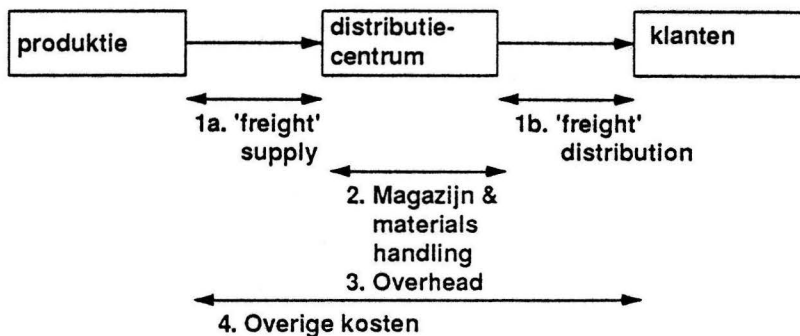 produktie
distributie-
centrum
klanten
1a. 'freight'
supply
1b. 'freight'
distribution
2. Magazijn &
materials
handling
3. Overhead
4. Overige kosten